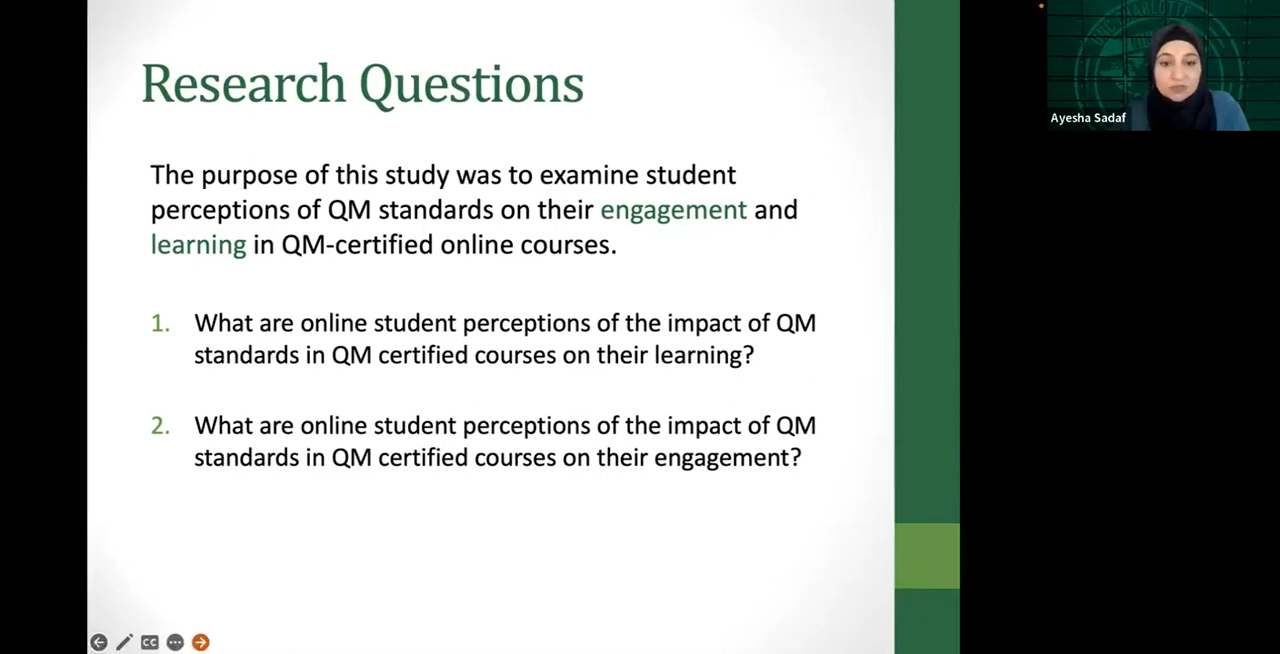 Research Questions
The purpose of this study was to examine student
perceptions of QM standards on their engagement and
learning in QM-certified online courses.
1. What are online student perceptions of the impact of QM
standards in QM certified courses on their learning?
2. What are online student perceptions of the impact of QM
standards in QM certified courses on their engagement?
CC
CHARLOTTE
Ayesha Sadaf